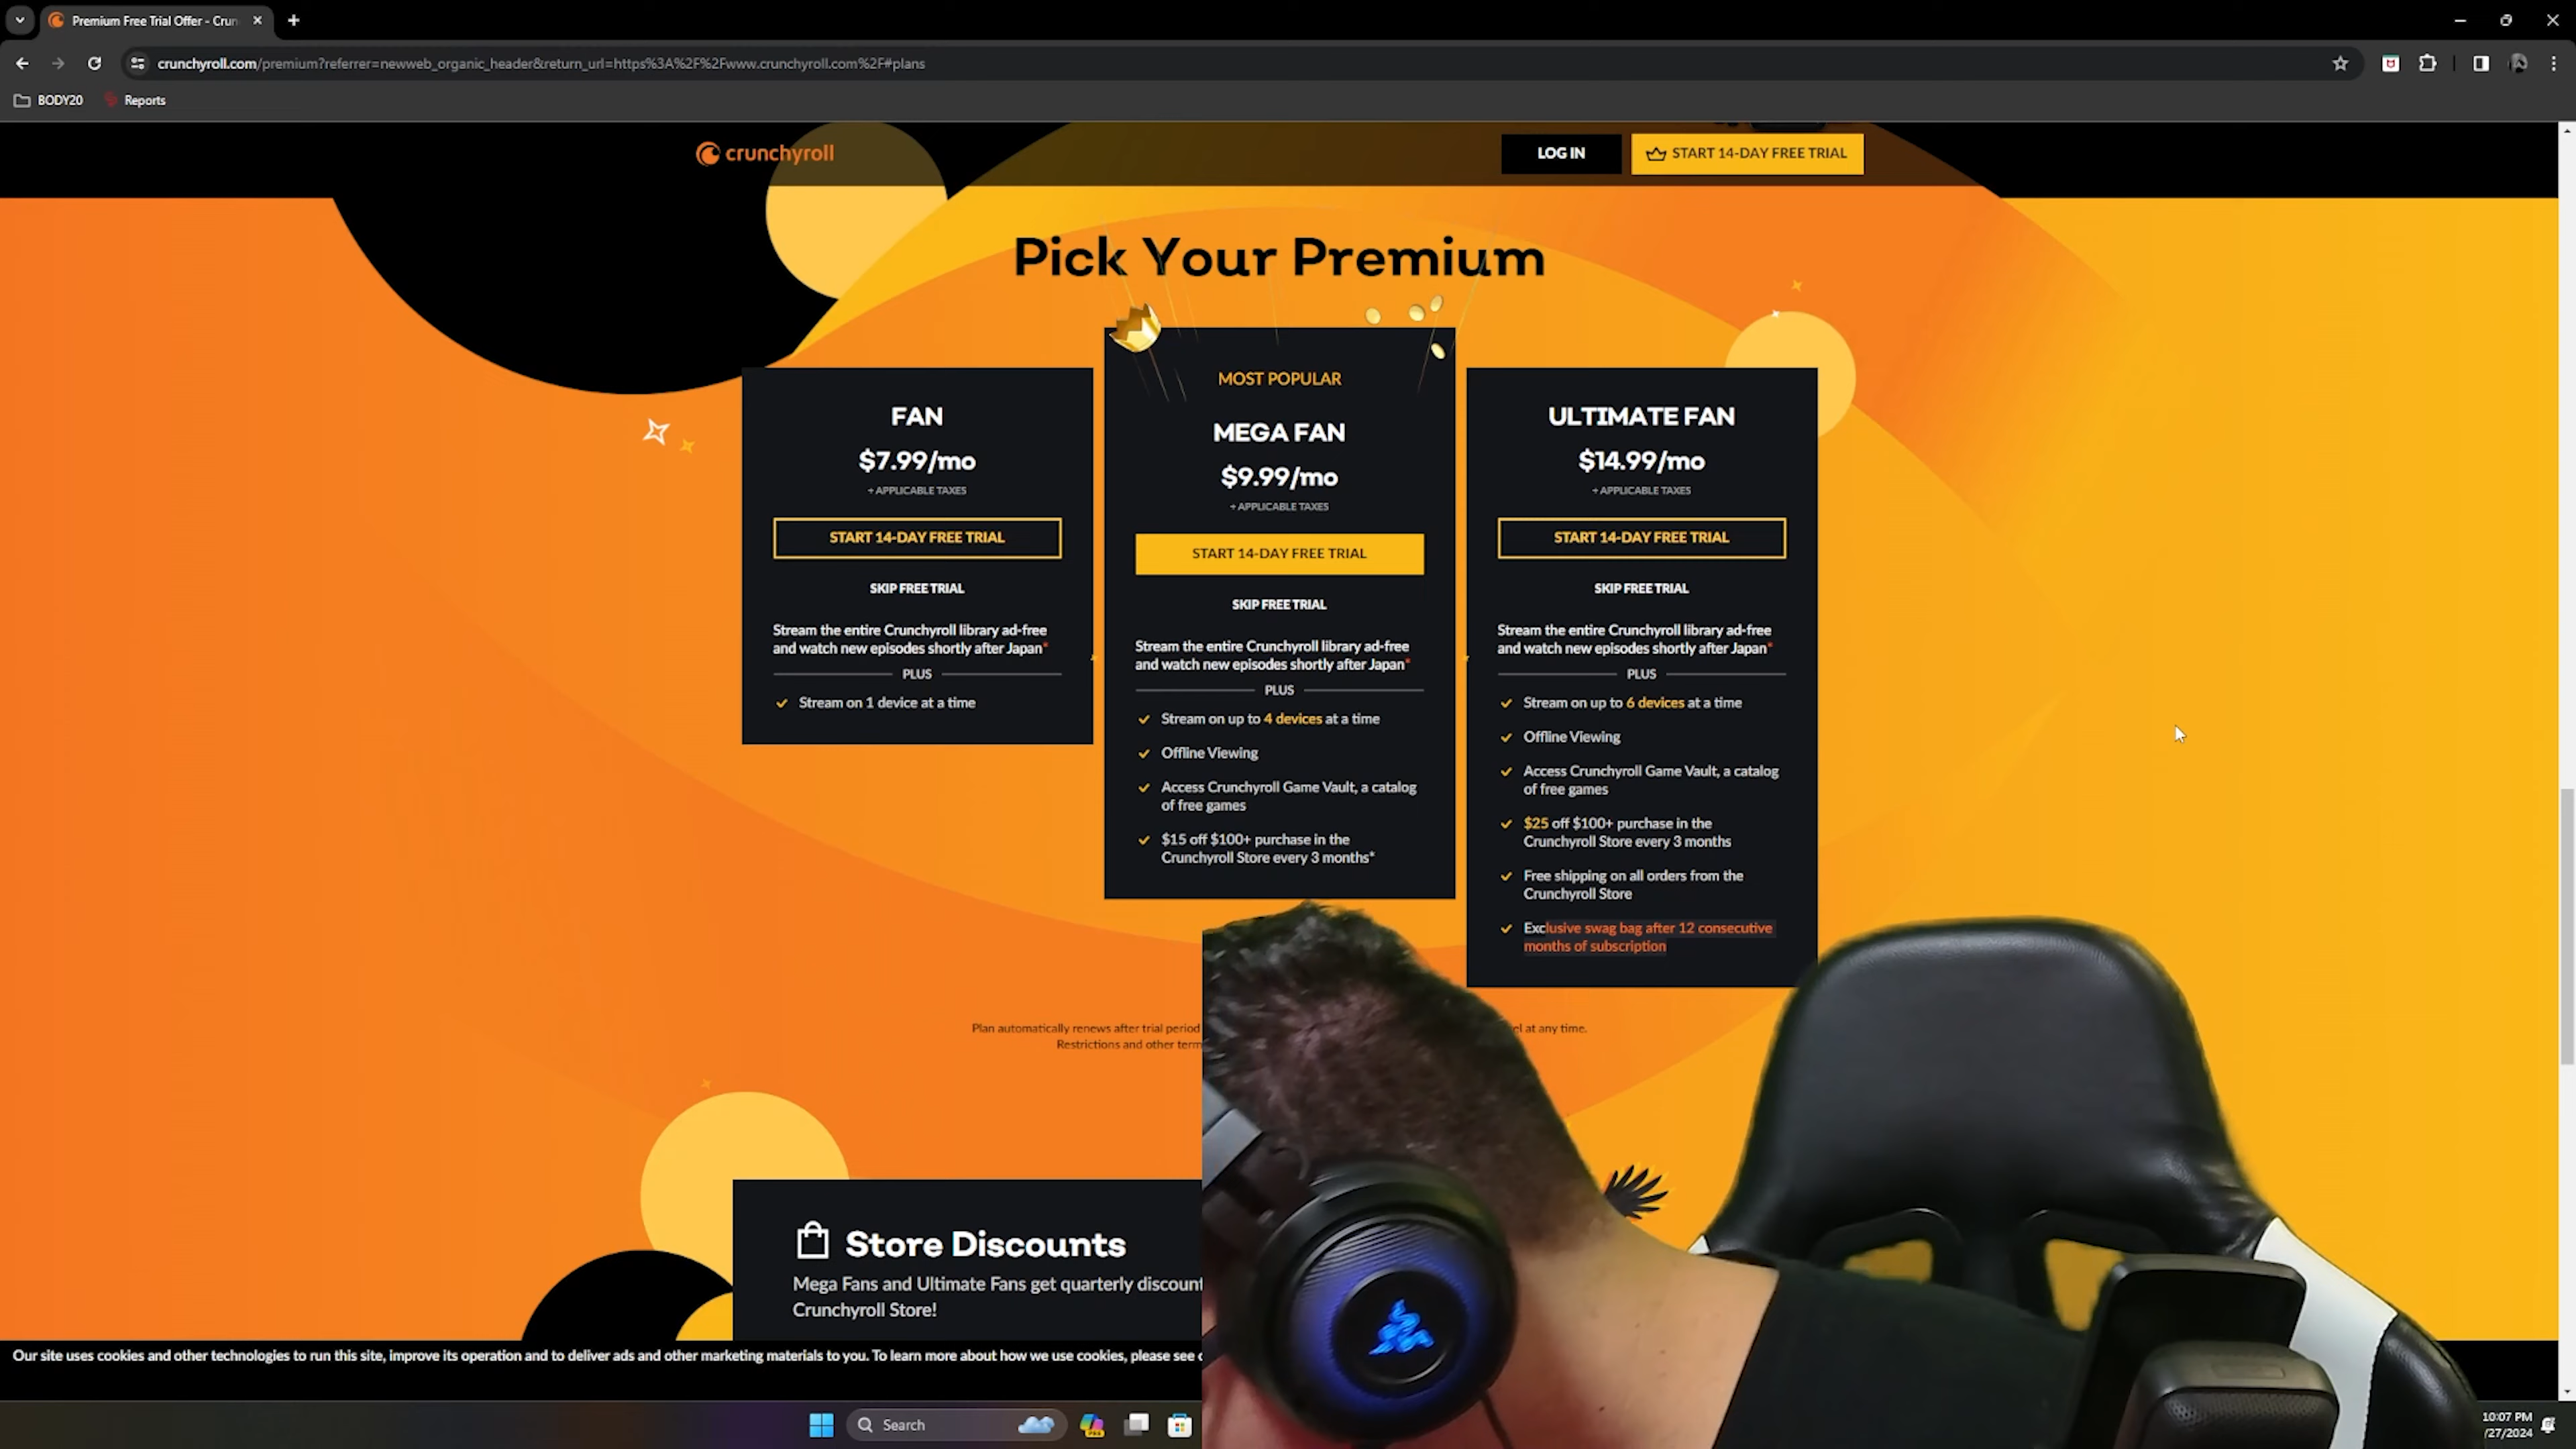 Premium Free Trial Offer - Crun
crunchyroll.com/premium?referrer=newweb_organic_header&return_url=https%3A%2F%2Fwww.crunchyroll.com%2F#plans
BODY20
Reports
crunchyroll
LOG IN
START 14-DAY FREE TRIAL
Pick Your Premium
FAN
$7.99/mo
+ APPLICABLE TAXES
START 14-DAY FREE TRIAL
SKIP FREE TRIAL
Stream the entire Crunchyroll library ad-free
and watch new episodes shortly after Japan*
PLUS
Stream on 1 device at a time
MOST POPULAR
MEGA FAN
$9.99/mo
+ APPLICABLE TAXES
START 14-DAY FREE TRIAL
SKIP FREE TRIAL
Stream the entire Crunchyroll library ad-free
and watch new episodes shortly after Japan*
PLUS
Stream on up to 4 devices at a time
Offline Viewing
Access Crunchyroll Game Vault, a catalog
of free games
$15 off $100+ purchase in the
Crunchyroll Store every 3 months*
ULTIMATE FAN
$14.99/mo
+ APPLICABLE TAXES
START 14-DAY FREE TRIAL
SKIP FREE TRIAL
Stream the entire Crunchyroll library ad-free
and watch new episodes shortly after Japan*
PLUS
Stream on up to 6 devices at a time
Offline Viewing
Access Crunchyroll Game Vault, a catalog
of free games
$25 off $100+ purchase in the
Crunchyroll Store every 3 months
Free shipping on all orders from the
Crunchyroll Store
Exclusive swag bag after 12 consecutive
months of subscription
Plan automatically renews after trial period
el at any time.
Restrictions and other term
Store Discounts
Mega Fans and Ultimate Fans get quarterly discount
Crunchyroll Store!
Our site uses cookies and other technologies to run this site, improve its operation and to deliver ads and other marketing materials to you. To learn more about how we use cookies, please see
Search
10:07 PM
/27/2024